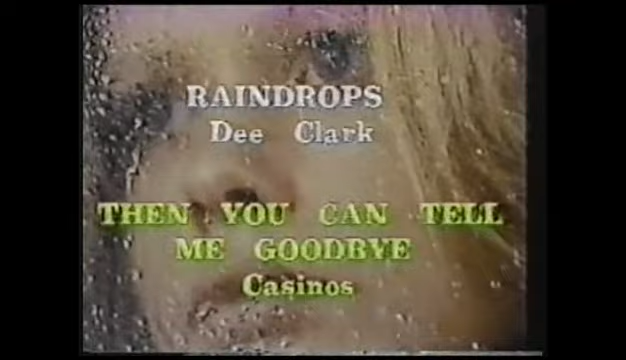 RAINDROPS
Dee Clark
THEN YOU CAN TELL
ME GOODBYE
Casinos